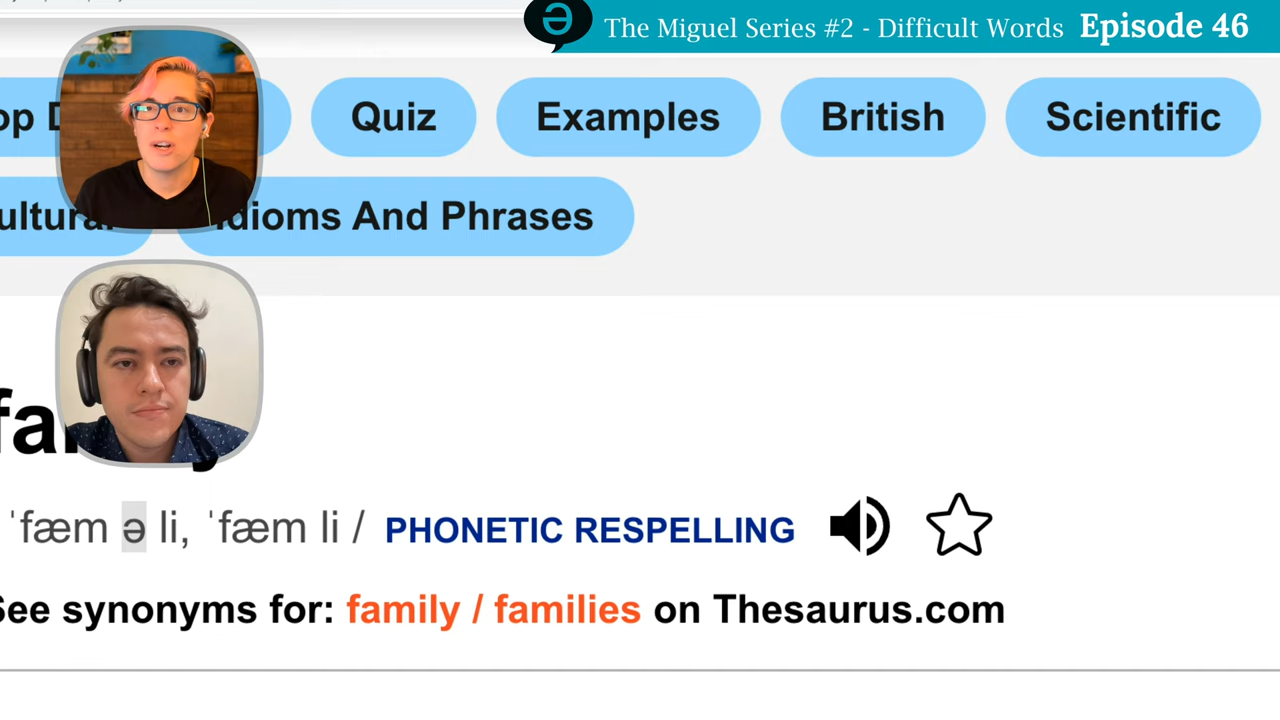 ə The Miguel Series #2 - Difficult Words Episode 46
Quiz Examples British Scientific
And Phrases
ˈfæm ə li, ˈfæm li / PHONETIC RESPELLING
See synonyms for: family / families on Thesaurus.com